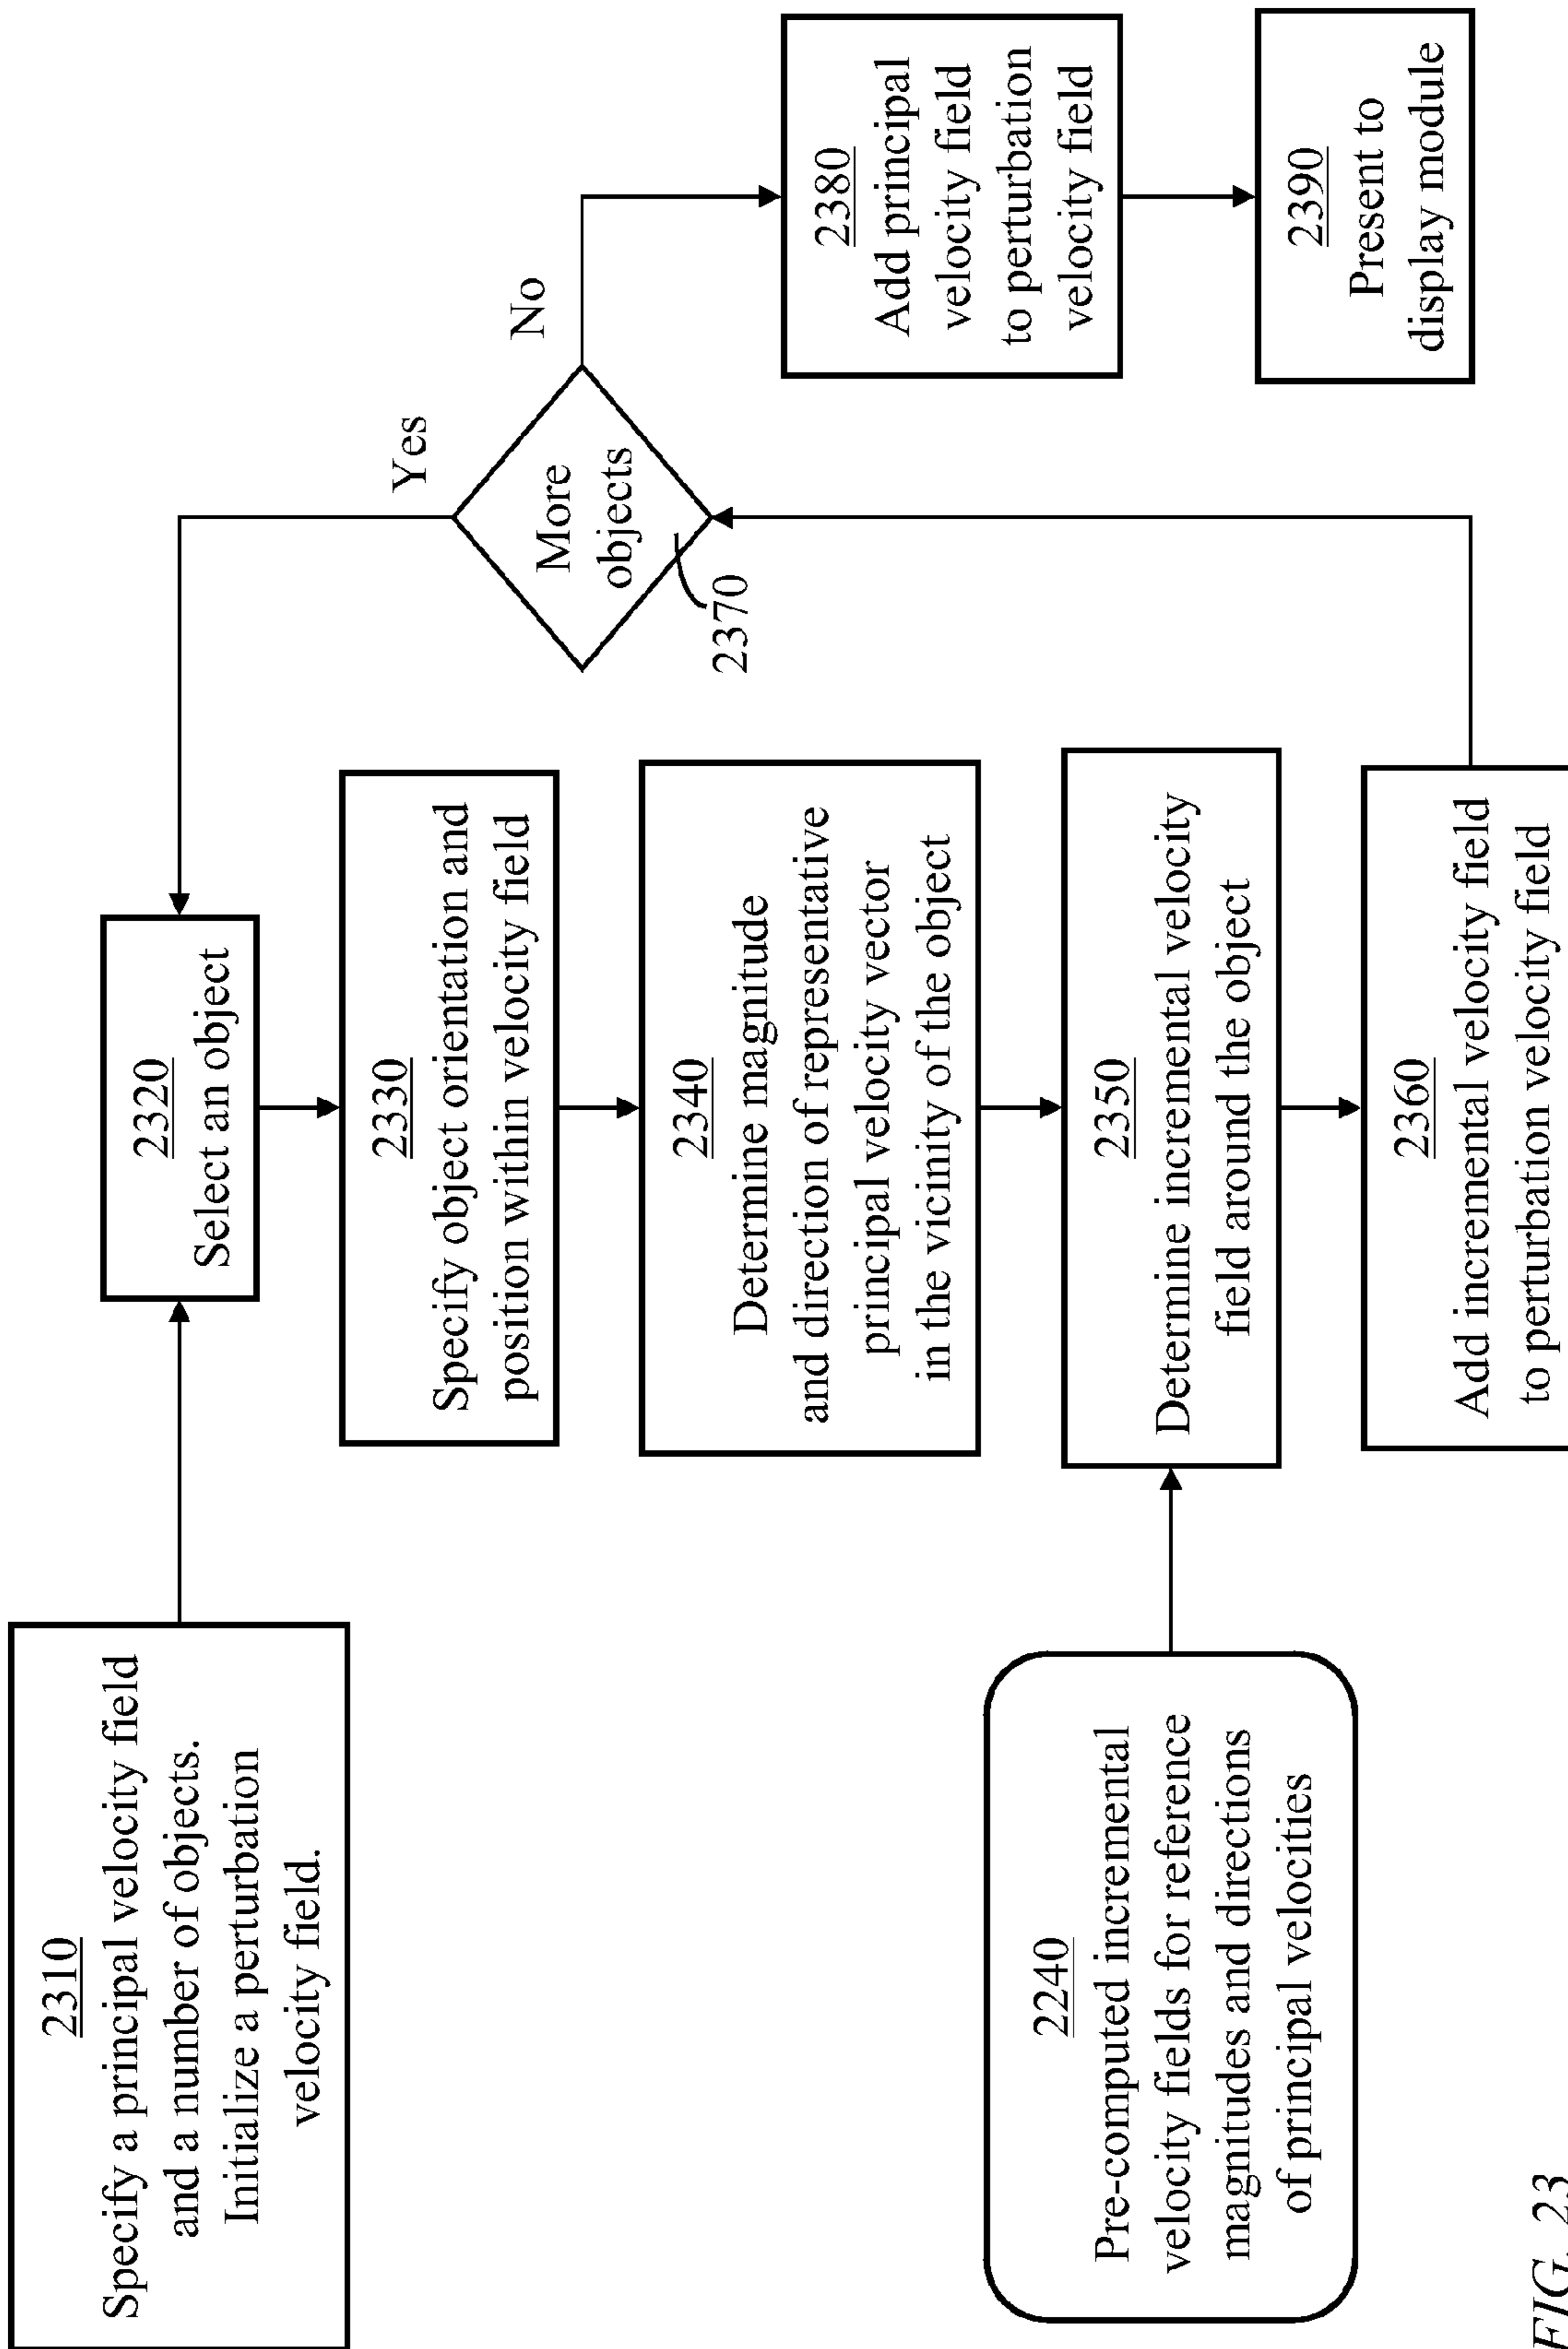 2310
Specify a principal velocity field
and a number of objects.
Initialize a perturbation
velocity field.
2320
Select an object
2330
Specify object orientation and
position within velocity field
2340
Determine magnitude
and direction of representative
principal velocity vector
in the vicinity of the object
2240
Pre-computed incremental
velocity fields for reference
magnitudes and directions
of principal velocities
2350
Determine incremental velocity
field around the object
2360
Add incremental velocity field
to perturbation velocity field
More
objects
2370
Yes
No
2380
Add principal
velocity field
to perturbation
velocity field
2390
Present to
display module
FIG. 23